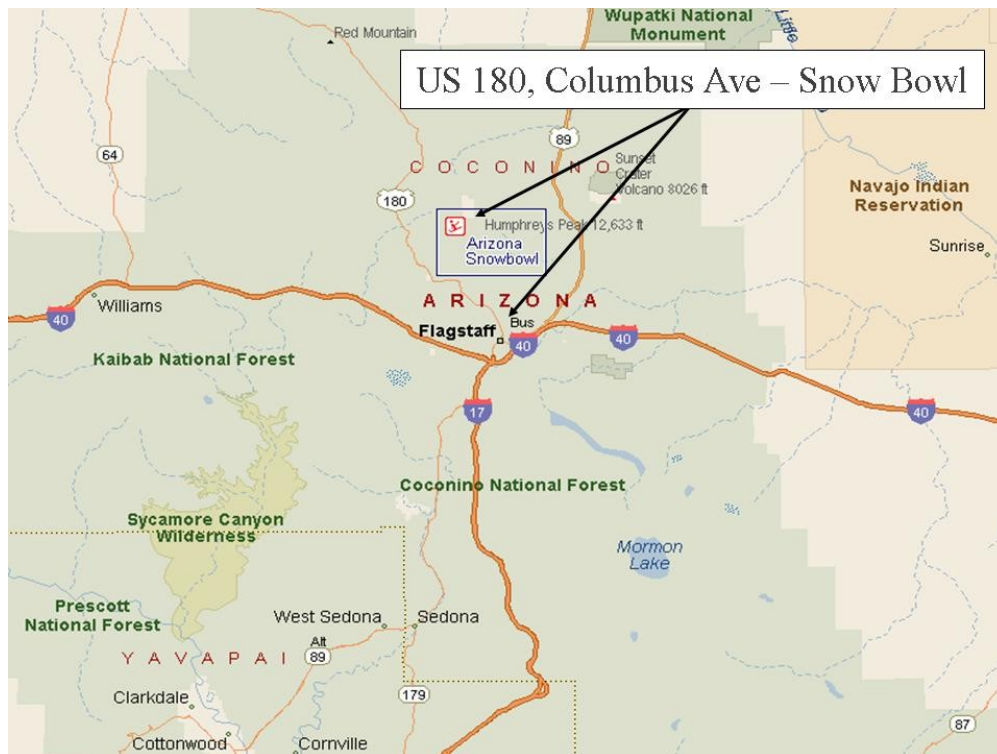 Wupatki National
Monument
Little
Red Mountain
US 180, Columbus Ave – Snow Bowl
89
64
COCONINO
Sunset
Crater
Volcano 8026 ft
180
Navajo Indian
Reservation
Humphreys Peak 12,633 ft
Arizona
Snowbowl
Sunrise
Williams
ARIZONA
40
Bus
Flagstaff
40
40
Kaibab National Forest
17
40
Coconino National Forest
Sycamore Canyon
Wilderness
Mormon
Lake
Prescott
National Forest
West Sedona
Sedona
Alt
89
YAVAPAI
179
Clarkdale
87
Cottonwood
Cornville